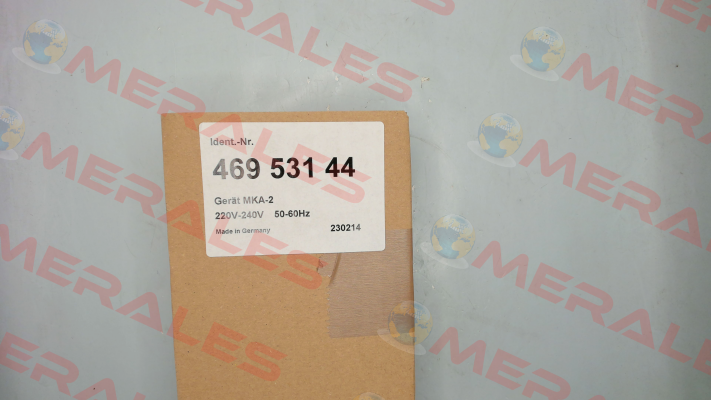 MERALES
Ident.-Nr.
469 531 44
Gerät MKA-2
220V-240V 50-60Hz
Made in Germany 230214
MERALES
MERALES
MERALES
MERALES
MERALES